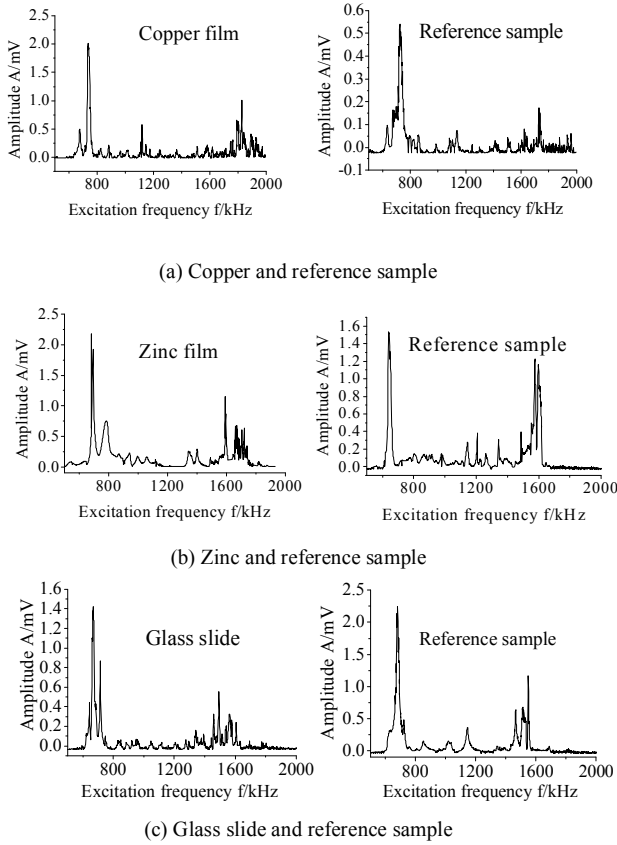 Copper film
Amplitude A/mV
2.5
2.0
1.5
1.0
0.5
0.0
800 1200 1600 2000
Excitation frequency f/kHz
Reference sample
Amplitude A/mV
0.6
0.5
0.4
0.3
0.2
0.1
0.0
-0.1
400 800 1200 1600 2000
Excitation frequency f/kHz
(a) Copper and reference sample
Zinc film
Amplitude A/mV
2.5
2.0
1.5
1.0
0.5
0.0
800 1200 1600 2000
Excitation frequency f/kHz
Reference sample
Amplitude A/mV
1.6
1.4
1.2
1.0
0.8
0.6
0.4
0.2
0.0
400 800 1200 1600 2000
Excitation frequency f/kHz
(b) Zinc and reference sample
Glass slide
Amplitude A/mV
1.6
1.4
1.2
1.0
0.8
0.6
0.4
0.2
0.0
800 1200 1600 2000
Excitation frequency f/kHz
Reference sample
Amplitude A/mV
2.5
2.0
1.5
1.0
0.5
0.0
800 1200 1600 2000
Excitation frequency f/kHz
(c) Glass slide and reference sample